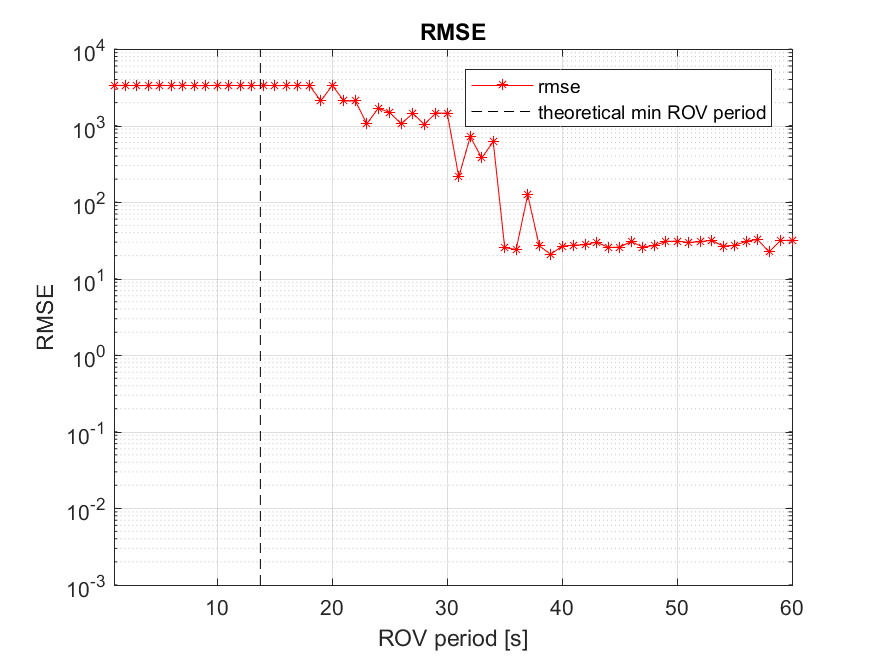 RMSE
rmse
theoretical min ROV period
RMSE
10^4
10^3
10^2
10^1
10^0
10^-1
10^-2
10^-3
10 20 30 40 50 60
ROV period [s]